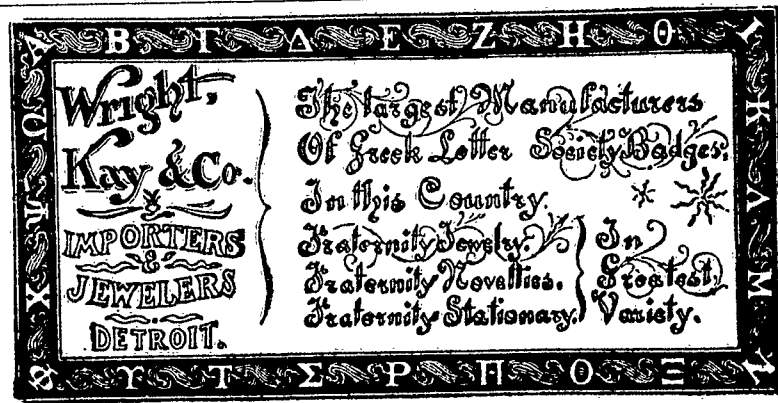 Α Β Γ Δ Ε Ζ Η Θ Ι
Κ Λ Μ Ν
Ξ Ο Π Ρ Σ Τ Υ Φ
Χ Ψ Ω
Wright,
Kay & Co.
IMPORTERS
&
JEWELERS
DETROIT.
The largest Manufacturers
Of Greek Letter Society Badges.
In this Country.
Fraternity Jewelry.
Fraternity Novelties.
Fraternity Stationary.
In
Greatest
Variety.